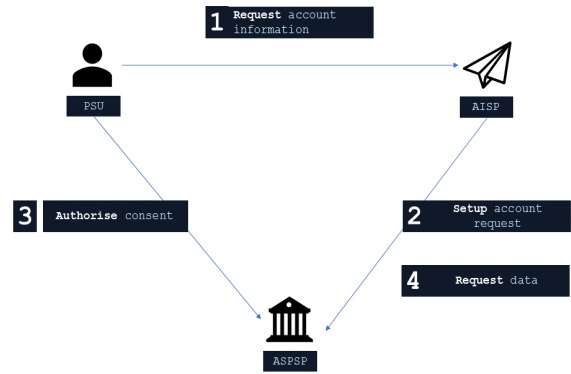 1 Request account
information
PSU
AISP
3 Authorise consent
2 Setup account
request
4 Request data
ASPSP